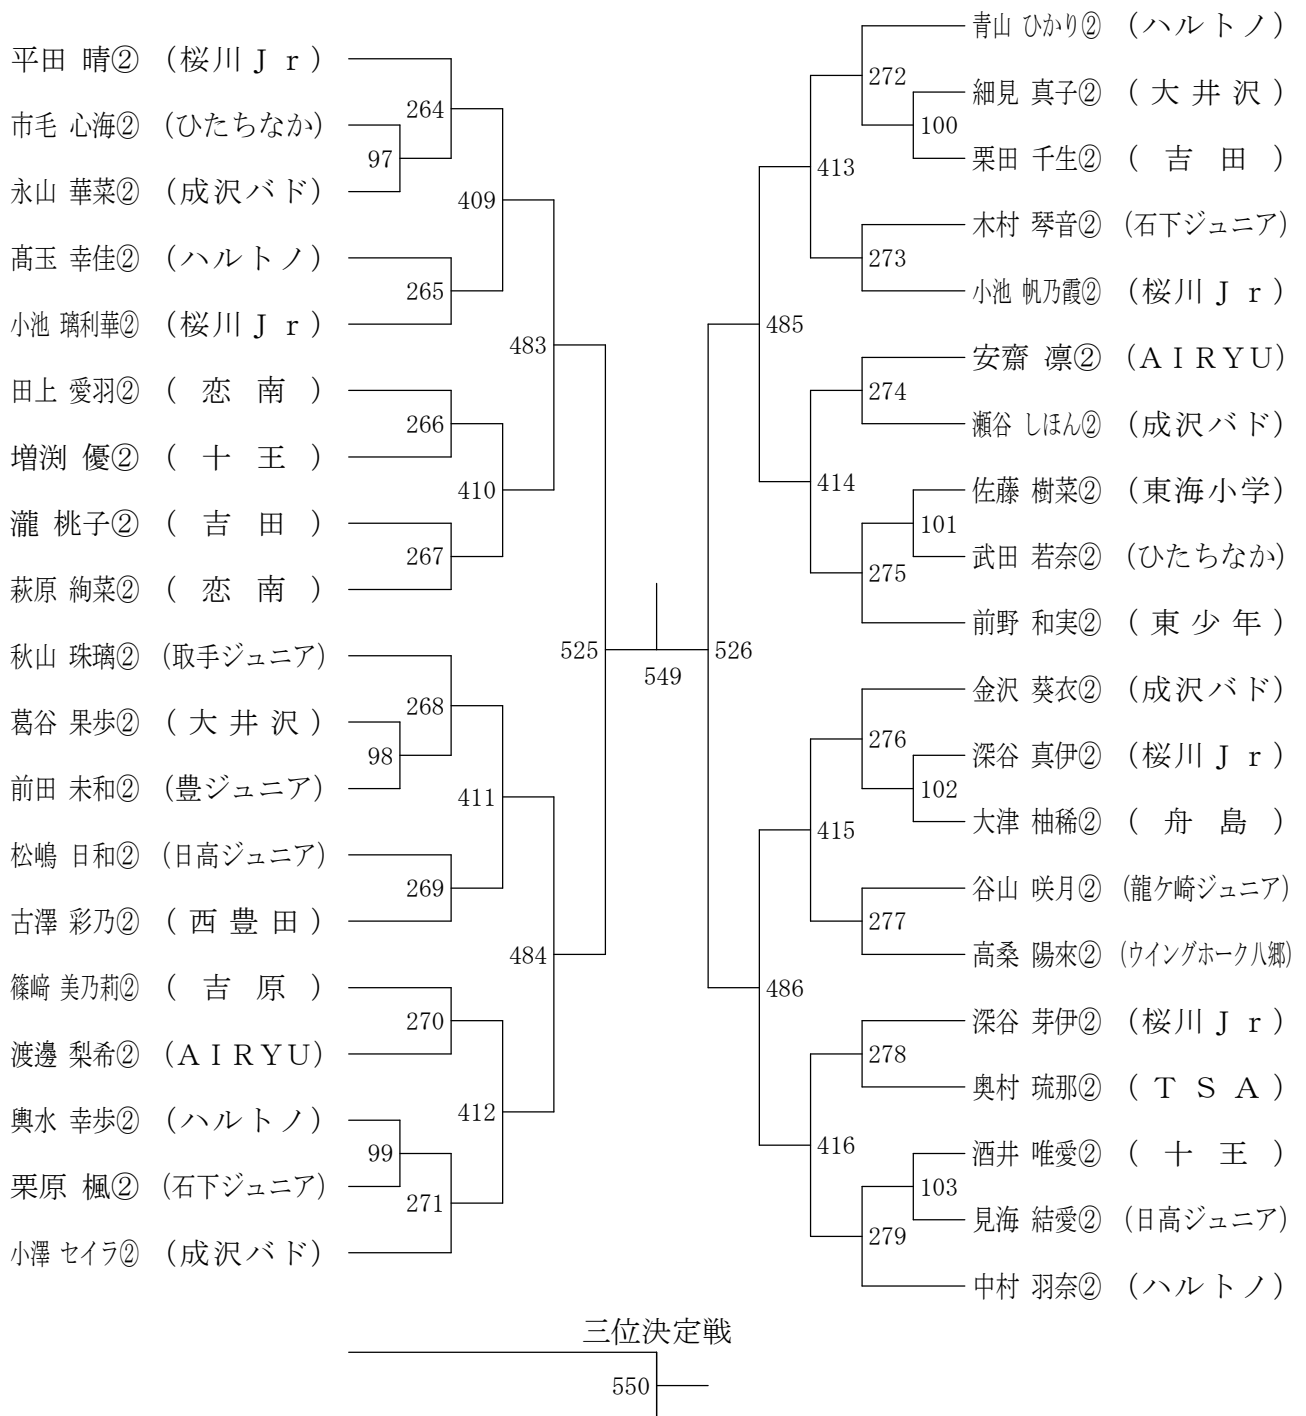 平田 晴② (桜川Ｊｒ)
市毛 心海② (ひたちなか)
永山 華菜② (成沢バド)
髙玉 幸佳② (ハルトノ)
小池 璃利華② (桜川Ｊｒ)
田上 愛羽② (恋南)
増渕 優② (十王)
瀧 桃子② (吉田)
萩原 絢菜② (恋南)
秋山 珠璃② (取手ジュニア)
葛谷 果歩② (大井沢)
前田 未和② (豊ジュニア)
松嶋 日和② (日高ジュニア)
古澤 彩乃② (西豊田)
篠﨑 美乃莉② (吉原)
渡邊 梨希② (ＡＩＲＹＵ)
輿水 幸歩② (ハルトノ)
栗原 楓② (石下ジュニア)
小澤 セイラ② (成沢バド)
264
97
409
265
483
266
410
267
525
268
98
411
269
484
270
412
99
271
549
526
272
100
413
273
485
274
414
101
275
276
102
415
277
486
278
416
103
279
青山 ひかり② (ハルトノ)
細見 真子② (大井沢)
栗田 千生② (吉田)
木村 琴音② (石下ジュニア)
小池 帆乃霞② (桜川Ｊｒ)
安齋 凛② (ＡＩＲＹＵ)
瀬谷 しほん② (成沢バド)
佐藤 樹菜② (東海小学)
武田 若奈② (ひたちなか)
前野 和実② (東少年)
金沢 葵衣② (成沢バド)
深谷 真伊② (桜川Ｊｒ)
大津 柚稀② (舟島)
谷山 咲月② (龍ケ崎ジュニア)
高桑 陽來② (ウイングホーク八郷)
深谷 芽伊② (桜川Ｊｒ)
奥村 琉那② (ＴＳＡ)
酒井 唯愛② (十王)
見海 結愛② (日高ジュニア)
中村 羽奈② (ハルトノ)
三位決定戦
550